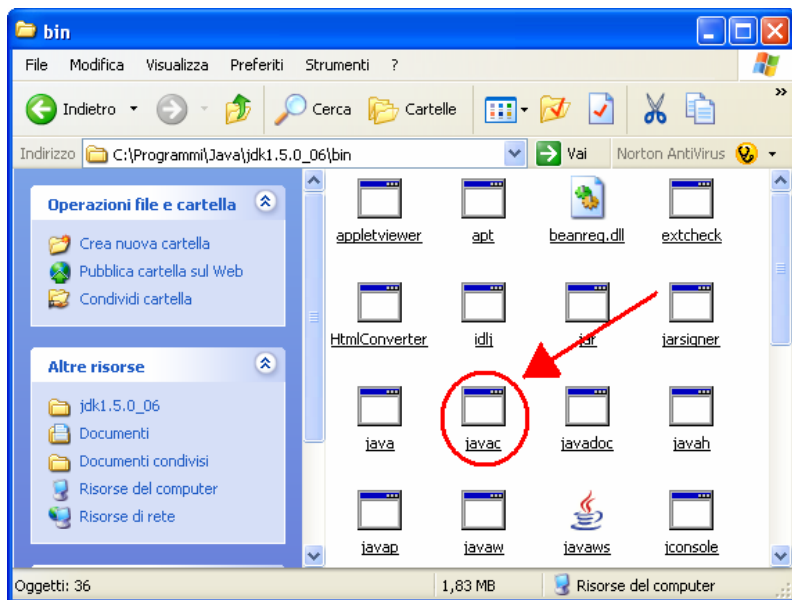 bin
File Modifica Visualizza Preferiti Strumenti ?
Indietro Cerca Cartelle »
Indirizzo C:\Programmi\Java\jdk1.5.0_06\bin Vai Norton AntiVirus
Operazioni file e cartella
Crea nuova cartella
Pubblica cartella sul Web
Condividi cartella
Altre risorse
jdk1.5.0_06
Documenti
Documenti condivisi
Risorse del computer
Risorse di rete
appletviewer apt beanreg.dll extcheck
HtmlConverter idlj jar jarsigner
java javac javadoc javah
javap javaw javaws jconsole
Oggetti: 36 1,83 MB Risorse del computer